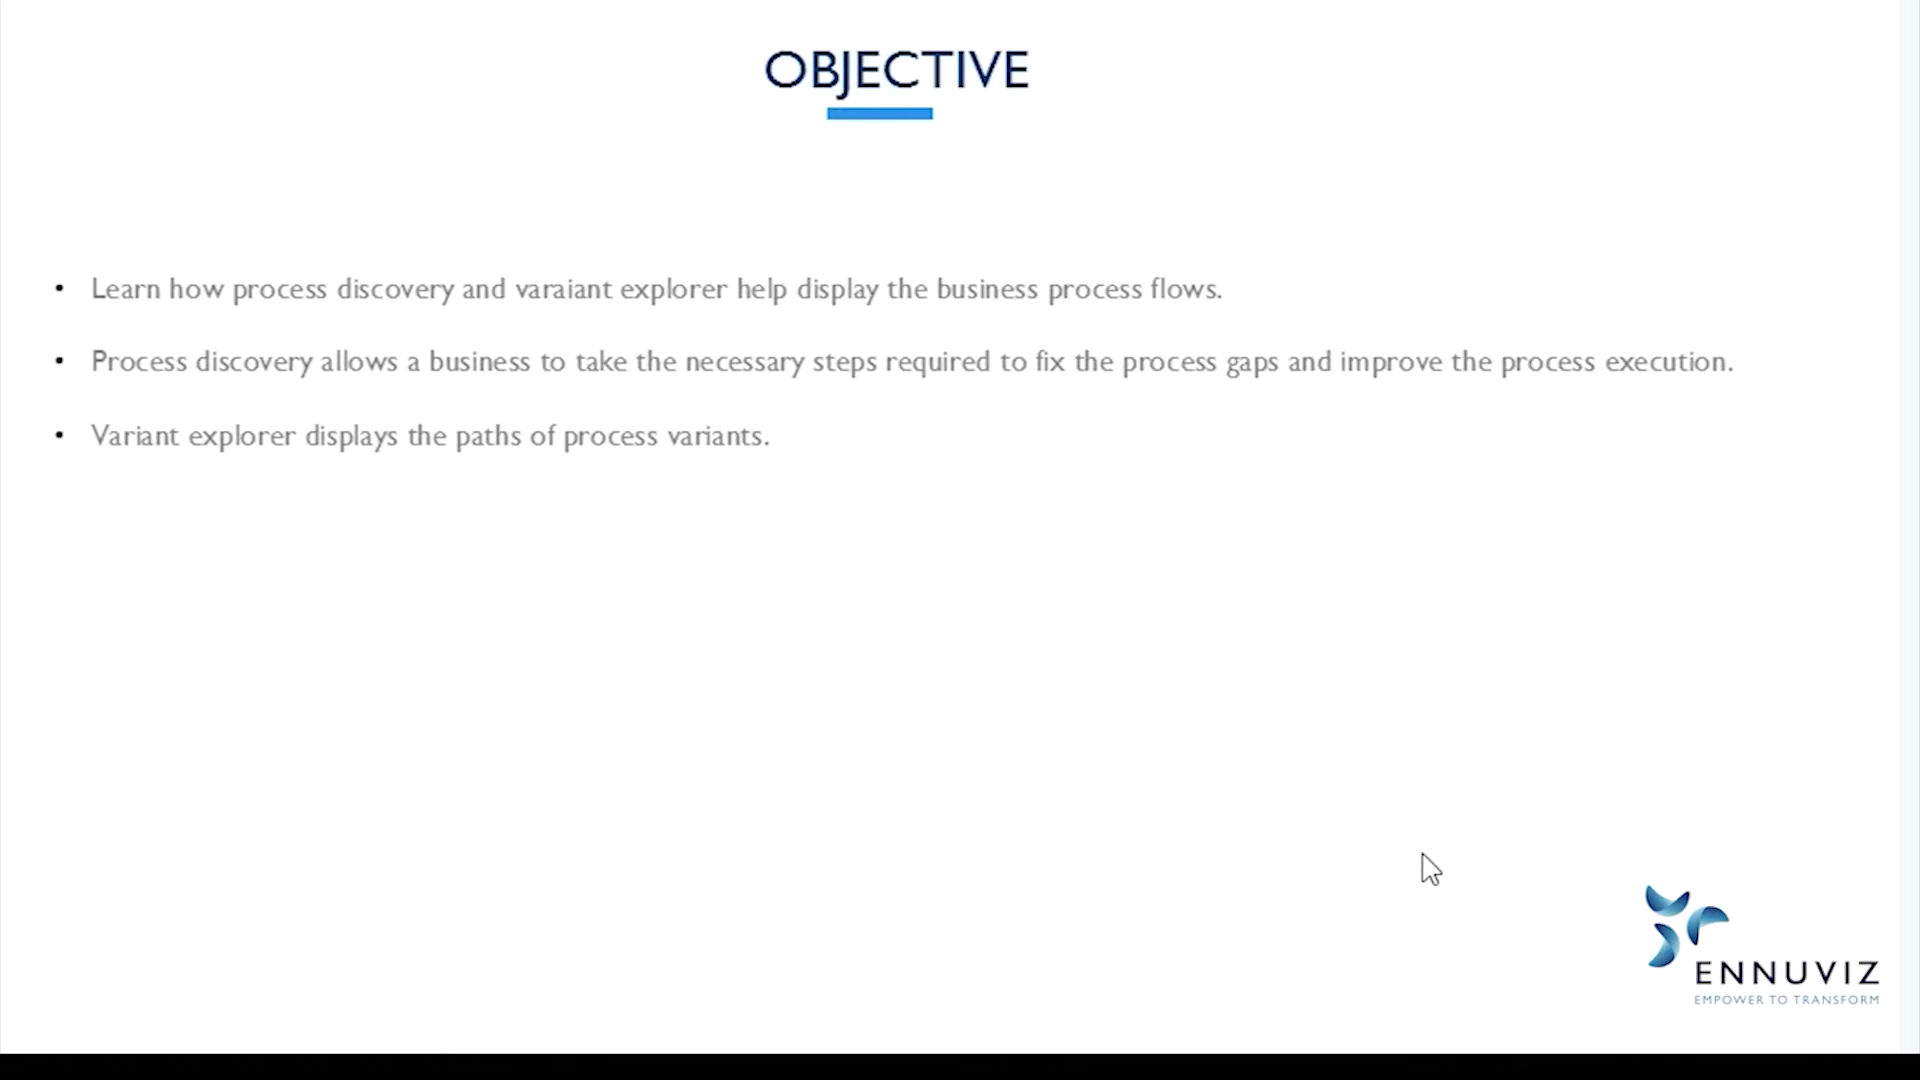 OBJECTIVE
• Learn how process discovery and varaiant explorer help display the business process flows.
• Process discovery allows a business to take the necessary steps required to fix the process gaps and improve the process execution.
• Variant explorer displays the paths of process variants.
ENNUVIZ
EMPOWER TO TRANSFORM